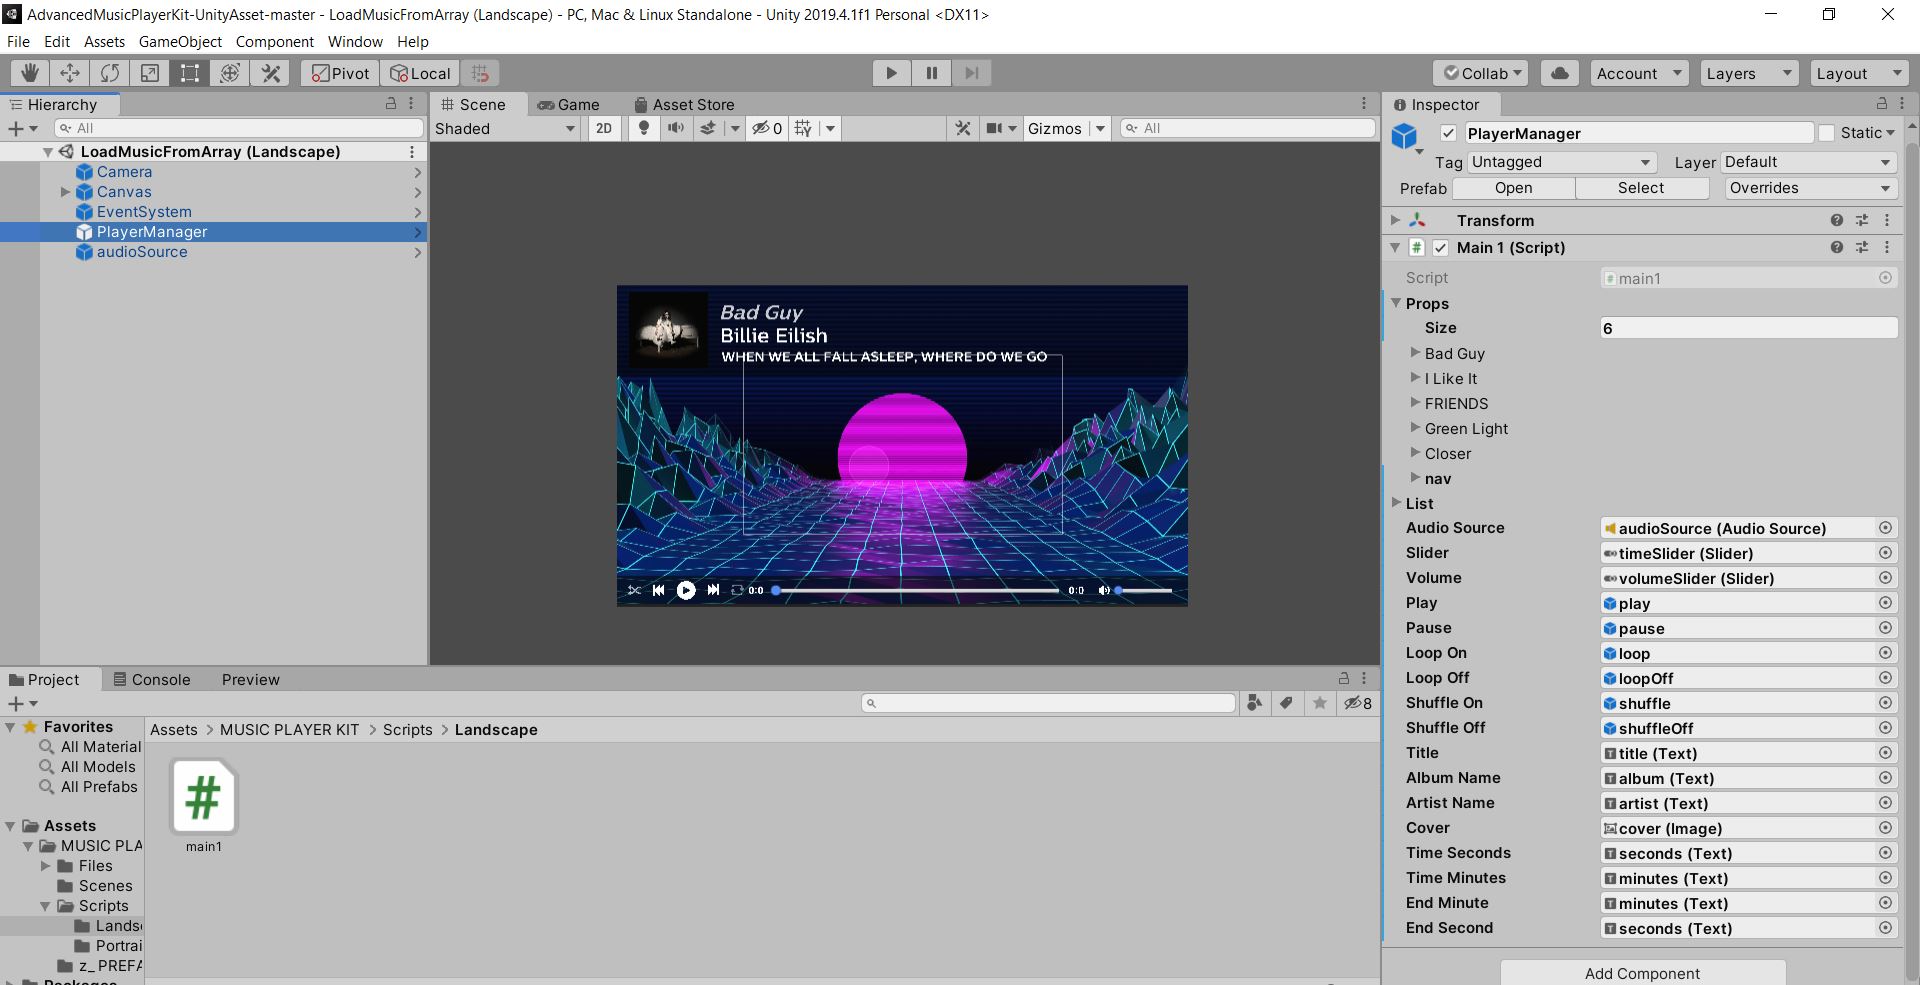 AdvancedMusicPlayerKit-UnityAsset-master - LoadMusicFromArray (Landscape) - PC, Mac & Linux Standalone - Unity 2019.4.1f1 Personal <DX11>
File Edit Assets GameObject Component Window Help
Pivot Local Collab Account Layers Layout
Hierarchy
All
LoadMusicFromArray (Landscape)
Camera
Canvas
EventSystem
PlayerManager
audioSource
Scene Game Asset Store
Shaded 2D 0 Gizmos All
Bad Guy
Billie Eilish
WHEN WE ALL FALL ASLEEP, WHERE DO WE GO
0:0 0:0
Project Console Preview
8
Favorites
All Material
All Models
All Prefabs
Assets
MUSIC PLA
Files
Scenes
Scripts
Lands
Portrai
z_PREFA
Packages
Assets > MUSIC PLAYER KIT > Scripts > Landscape
main1
Inspector
PlayerManager Static
Tag Untagged Layer Default
Prefab Open Select Overrides
Transform
Main 1 (Script)
Script main1
Props
Size 6
Bad Guy
I Like It
FRIENDS
Green Light
Closer
nav
List
Audio Source audioSource (Audio Source)
Slider timeSlider (Slider)
Volume volumeSlider (Slider)
Play play
Pause pause
Loop On loop
Loop Off loopOff
Shuffle On shuffle
Shuffle Off shuffleOff
Title title (Text)
Album Name album (Text)
Artist Name artist (Text)
Cover cover (Image)
Time Seconds seconds (Text)
Time Minutes minutes (Text)
End Minute minutes (Text)
End Second seconds (Text)
Add Component